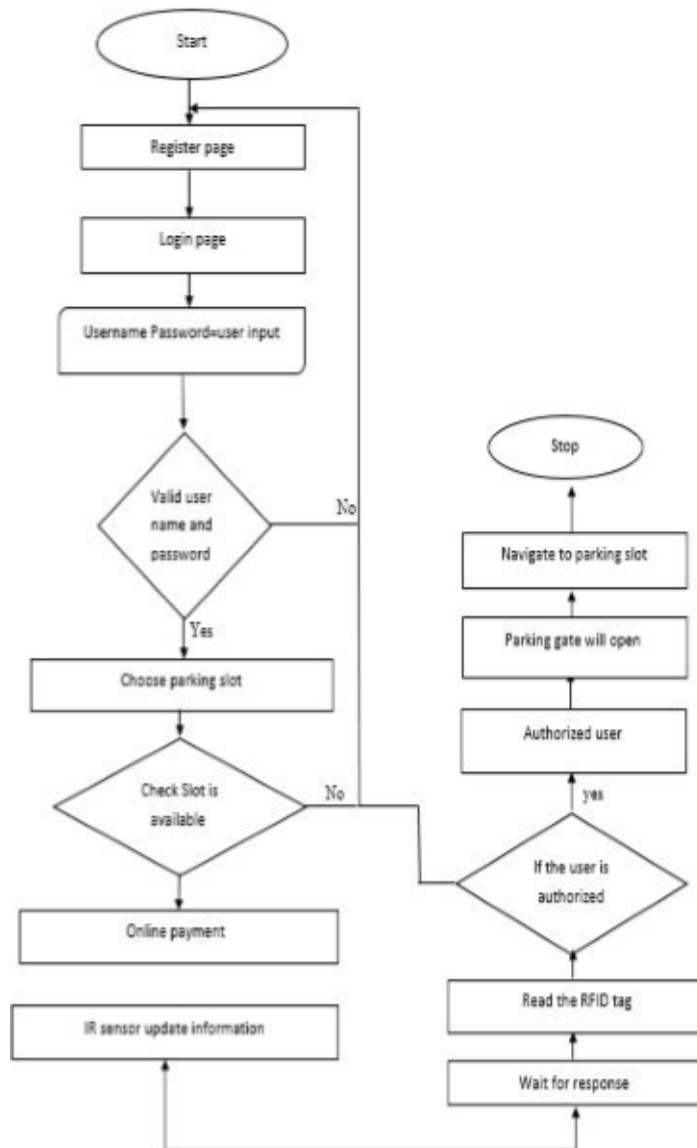 Start
Register page
Login page
Username Password=user input
Valid user
name and
password
No
Yes
Choose parking slot
Check Slot is
available
No
Online payment
IR sensor update information
Stop
Navigate to parking slot
Parking gate will open
Authorized user
yes
If the user is
authorized
Read the RFID tag
Wait for response